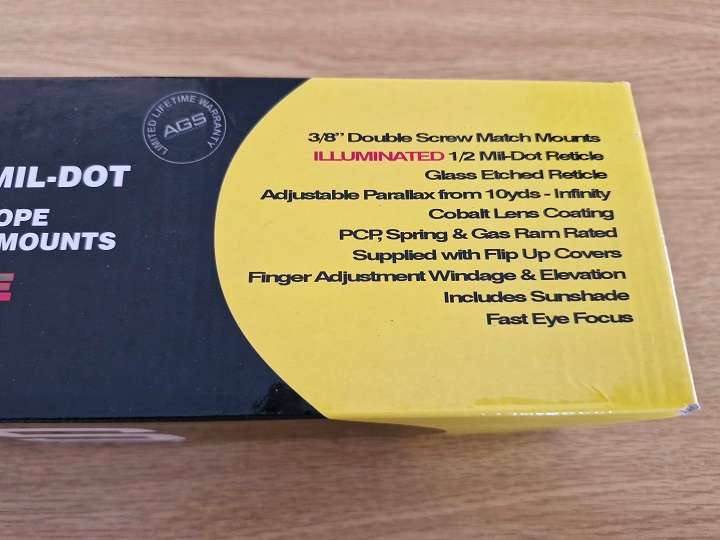 LIMITED LIFETIME WARRANTY
AGS
MIL-DOT
OPE
MOUNTS
E
3/8" Double Screw Match Mounts
ILLUMINATED 1/2 Mil-Dot Reticle
Glass Etched Reticle
Adjustable Parallax from 10yds - Infinity
Cobalt Lens Coating
PCP, Spring & Gas Ram Rated
Supplied with Flip Up Covers
Finger Adjustment Windage & Elevation
Includes Sunshade
Fast Eye Focus